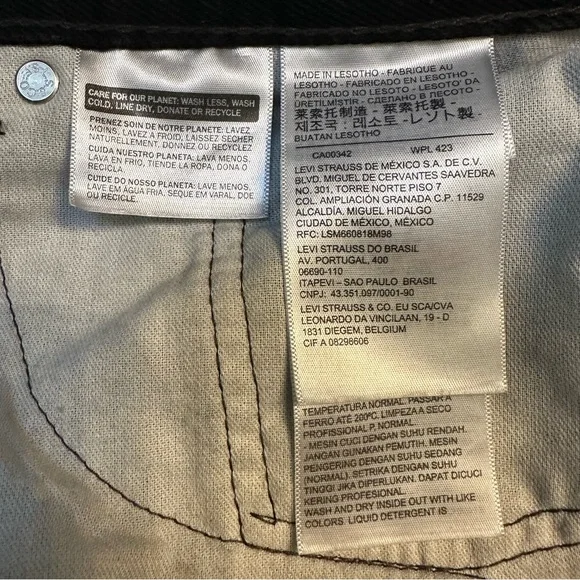 CARE FOR OUR PLANET: WASH LESS, WASH
COLD, LINE DRY, DONATE OR RECYCLE
PRENEZ SOIN DE NOTRE PLANETE: LAVEZ
MOINS, LAVEZ A FROID, LAISSEZ SECHER
NATURELLEMENT, DONNEZ OU RECYCLEZ
CUIDA NUESTRO PLANETA: LAVA MENOS,
LAVA EN FRIO, TIENDE LA ROPA, DONA O
RECICLA.
CUIDE DO NOSSO PLANETA: LAVE MENOS,
LAVE EM ÁGUA FRIA, SEQUE EM VARAL, DOE
OU RECICLE.
MADE IN LESOTHO - FABRIQUÉ AU
LESOTHO - FABRICADO EN LESOTHO -
FABRICADO NO LESOTO - LESOTO' DA
ÜRETİLMİŞTİR - СДЕЛАНО В ЛЕСОТО -
莱索托制造 - 萊索托製 -
제조국 : 레소토 - レソト製 -
BUATAN LESOTHO
CA00342 WPL 423
LEVI STRAUSS DE MÉXICO S.A. DE C.V.
BLVD. MIGUEL DE CERVANTES SAAVEDRA
NO. 301, TORRE NORTE PISO 7
COL. AMPLIACIÓN GRANADA C.P. 11529
ALCALDÍA. MIGUEL HIDALGO
CIUDAD DE MÉXICO, MÉXICO
RFC: LSM660818M98
LEVI STRAUSS DO BRASIL
AV. PORTUGAL, 400
06690-110
ITAPEVI – SAO PAULO BRASIL
CNPJ: 43.351.097/0001-90
LEVI STRAUSS & CO. EU SCA/CVA
LEONARDO DA VINCILAAN, 19 - D
1831 DIEGEM, BELGIUM
CIF A 08298606
TEMPERATURA NORMAL. PASSAR A
FERRO ATÉ 200ºC. LIMPEZA A SECO
PROFISSIONAL P, NORMAL.
- MESIN CUCI DENGAN SUHU RENDAH.
JANGAN GUNAKAN PEMUTIH. MESIN
PENGERING DENGAN SUHU SEDANG
(NORMAL). SETRIKA DENGAN SUHU
TINGGI JIKA DIPERLUKAN. DAPAT DICUCI
KERING PROFESIONAL.
WASH AND DRY INSIDE OUT WITH LIKE
COLORS. LIQUID DETERGENT IS